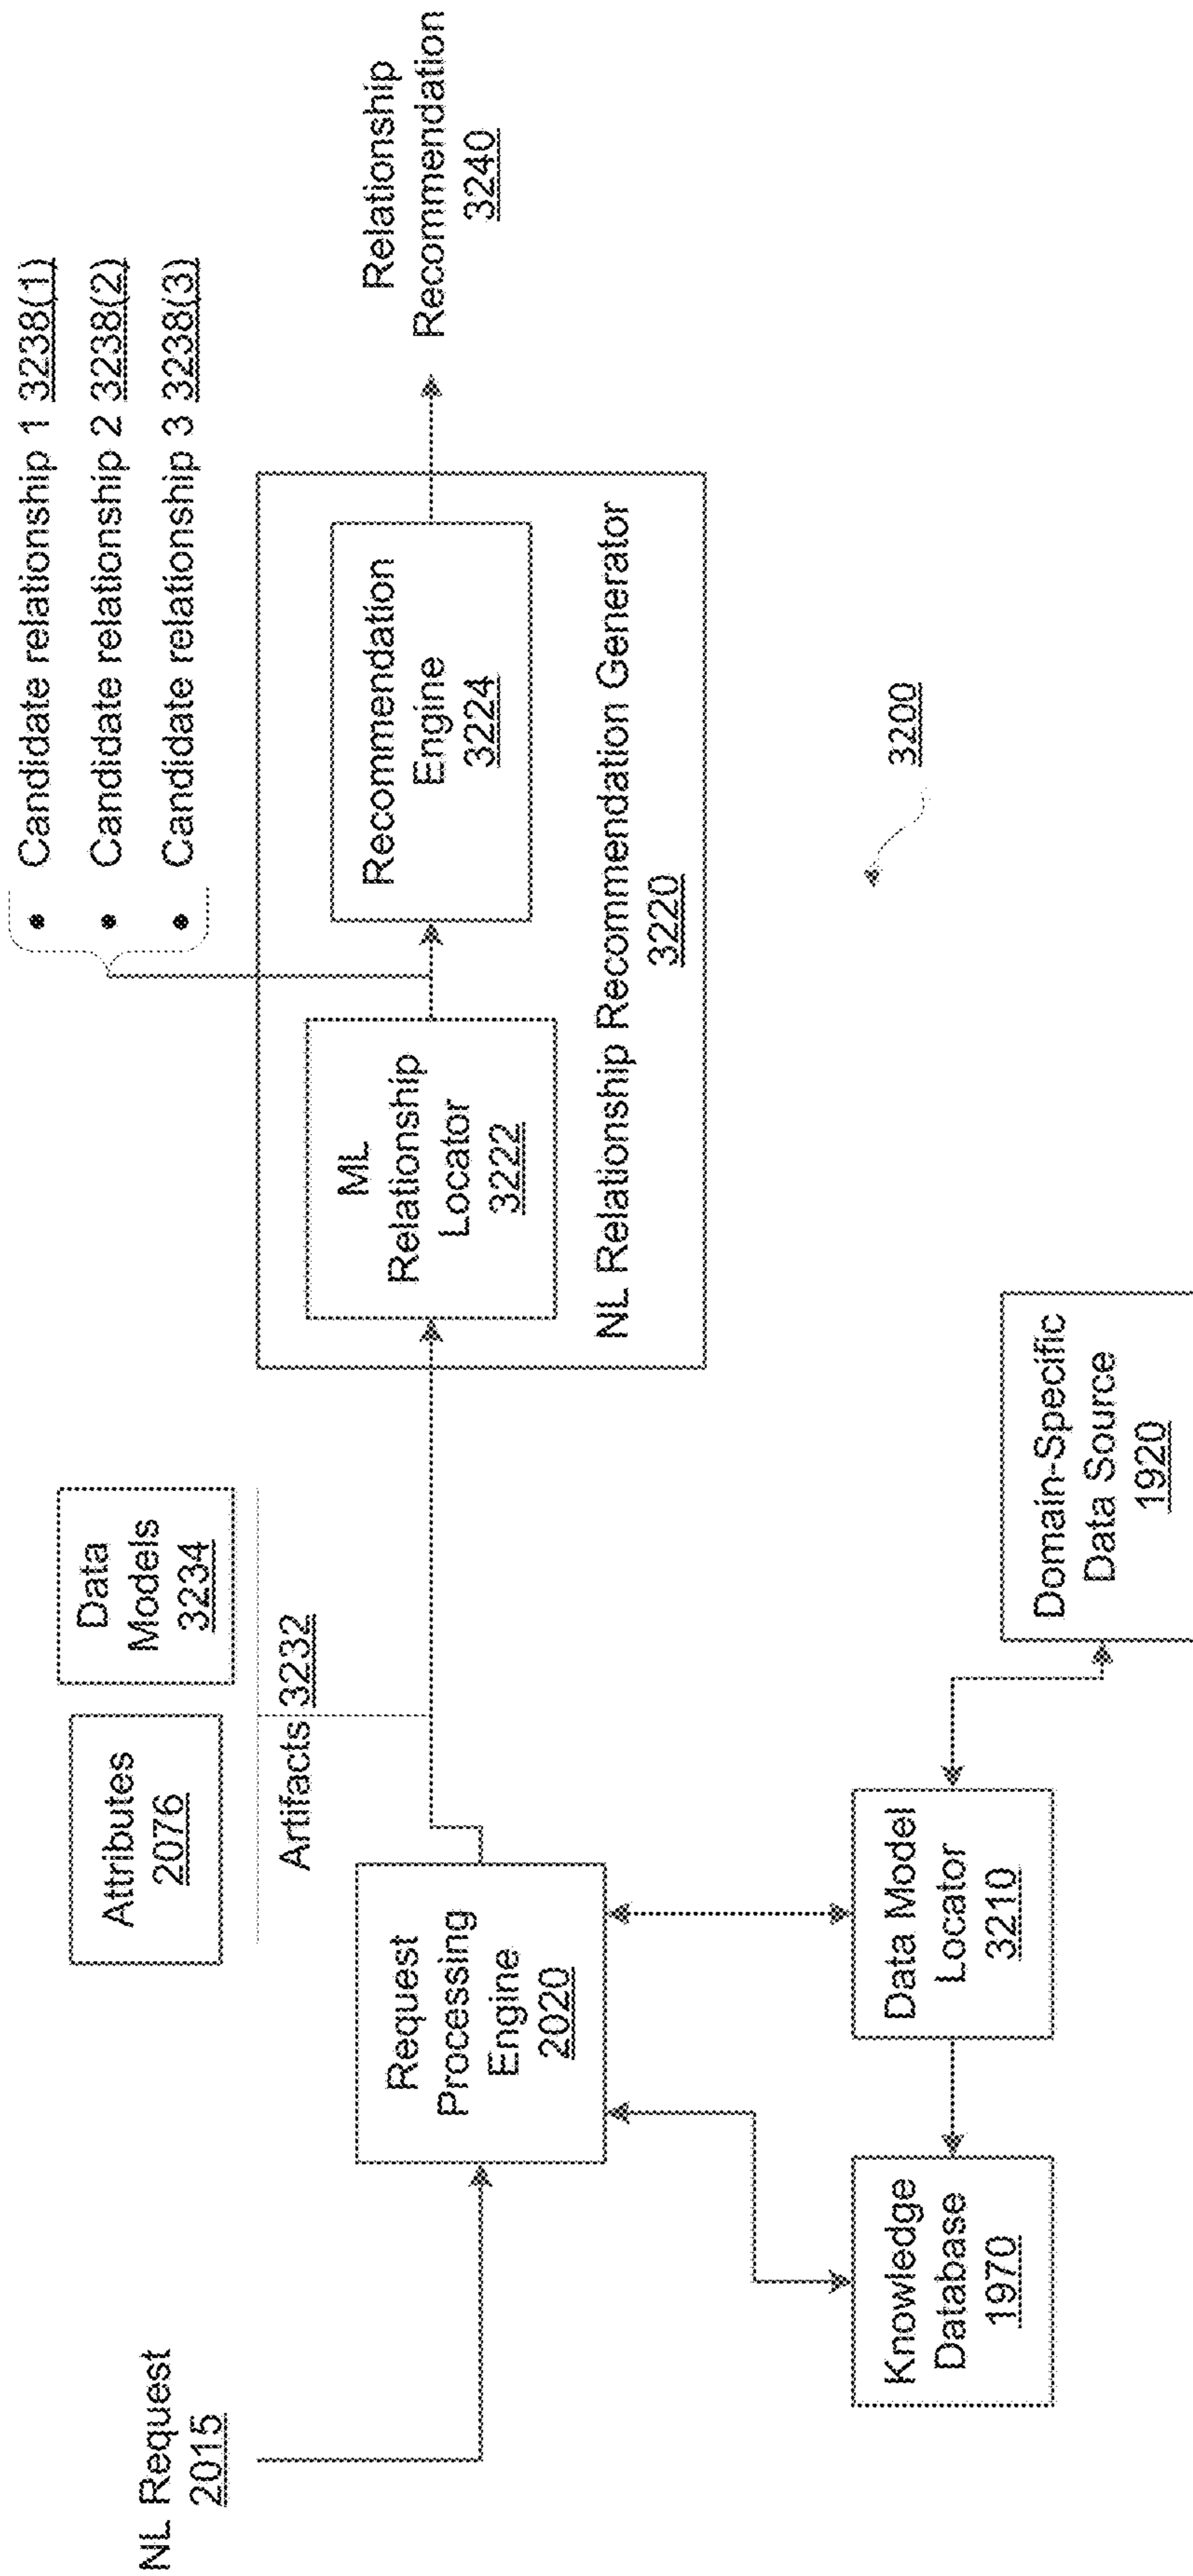 NL Request
2015
Request
Processing
Engine
2020
Knowledge
Database
1970
Data Model
Locator
3210
Domain-Specific
Data Source
1920
Attributes
2076
Data
Models
3234
Artifacts 3232
ML
Relationship
Locator
3222
Recommendation
Engine
3224
NL Relationship Recommendation Generator
3220
• Candidate relationship 1 3238(1)
• Candidate relationship 2 3238(2)
• Candidate relationship 3 3238(3)
Relationship
Recommendation
3240
3200